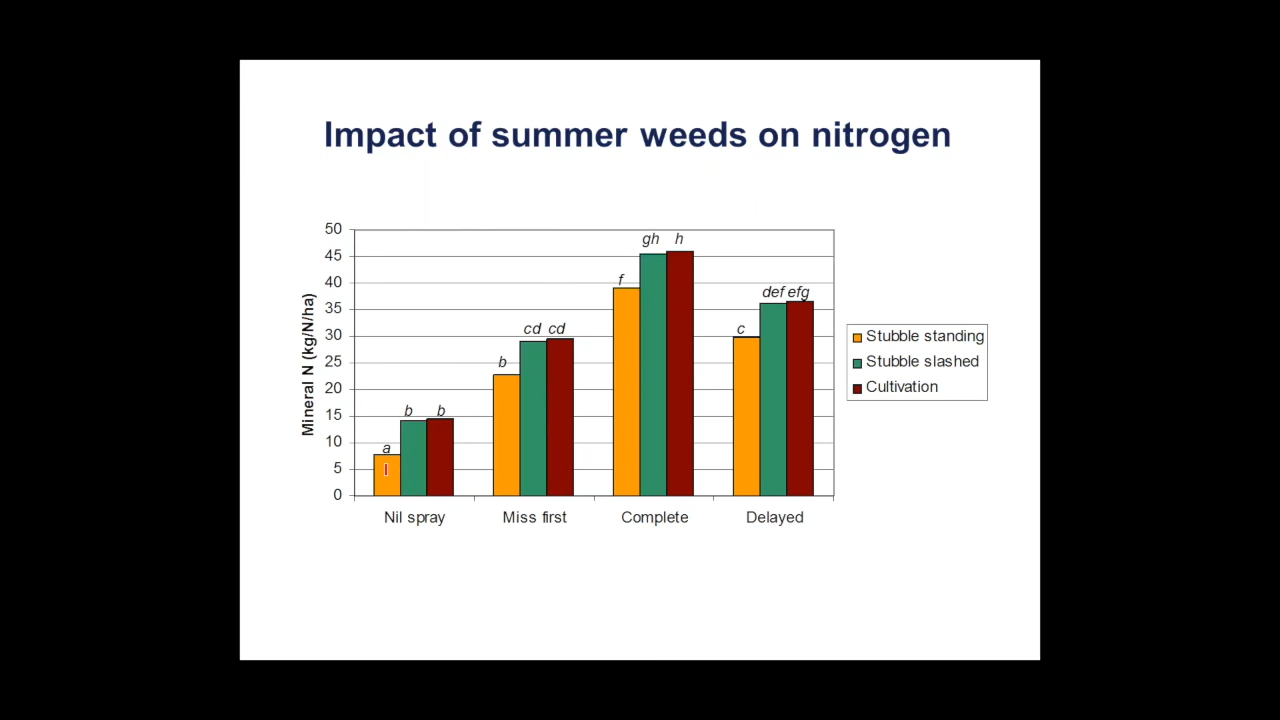 Impact of summer weeds on nitrogen
Mineral N (kg/N/ha)
50
45
40
35
30
25
20
15
10
5
0
a
b
b
b
cd
cd
f
gh
h
c
def
efg
Nil spray
Miss first
Complete
Delayed
Stubble standing
Stubble slashed
Cultivation